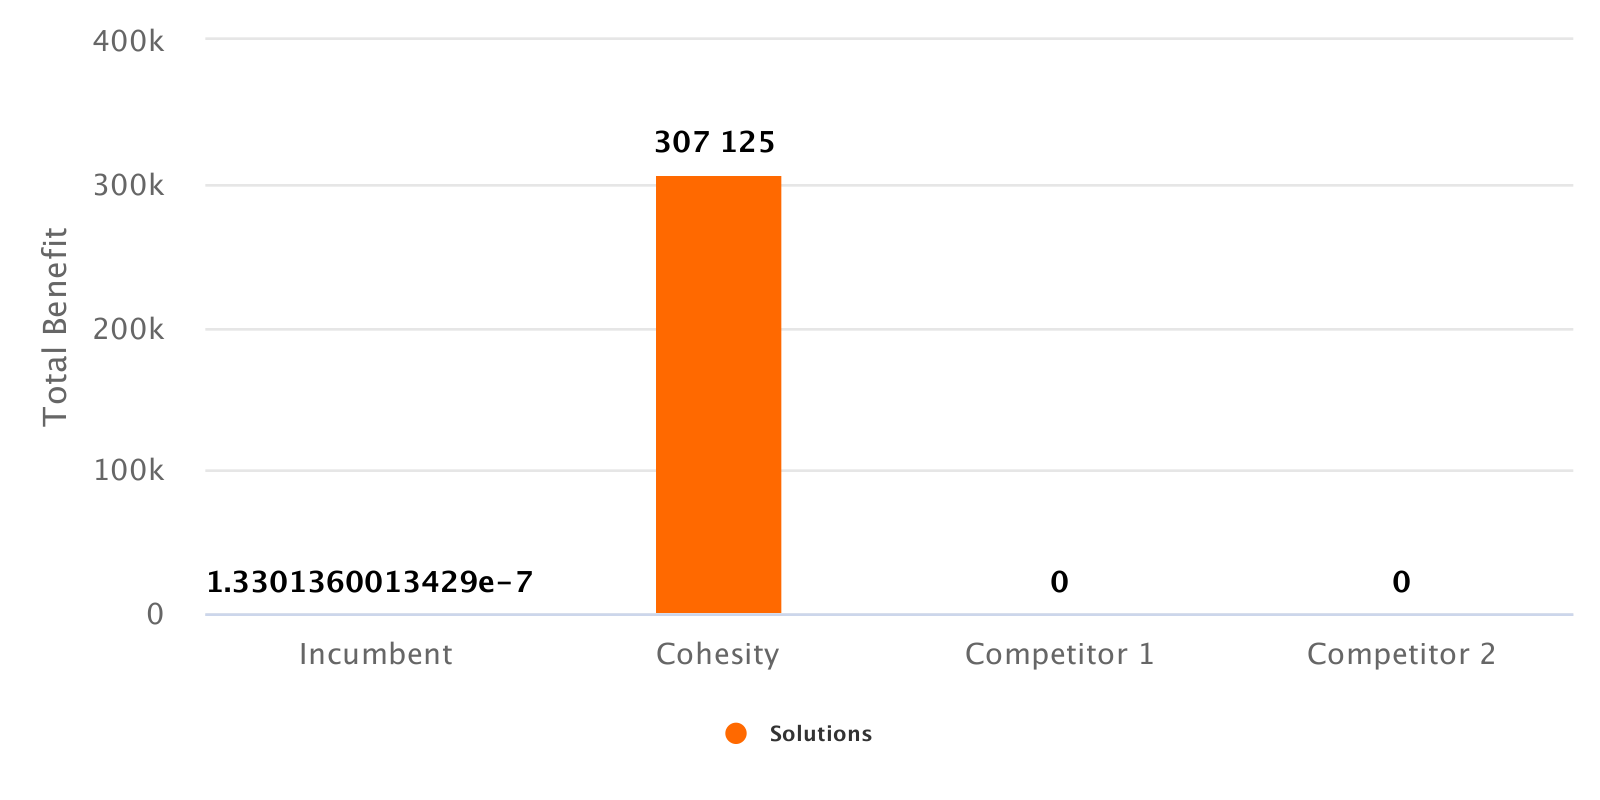 Total Benefit
400k
300k
200k
100k
0
1.3301360013429e-7
307 125
0
0
Incumbent
Cohesity
Competitor 1
Competitor 2
Solutions